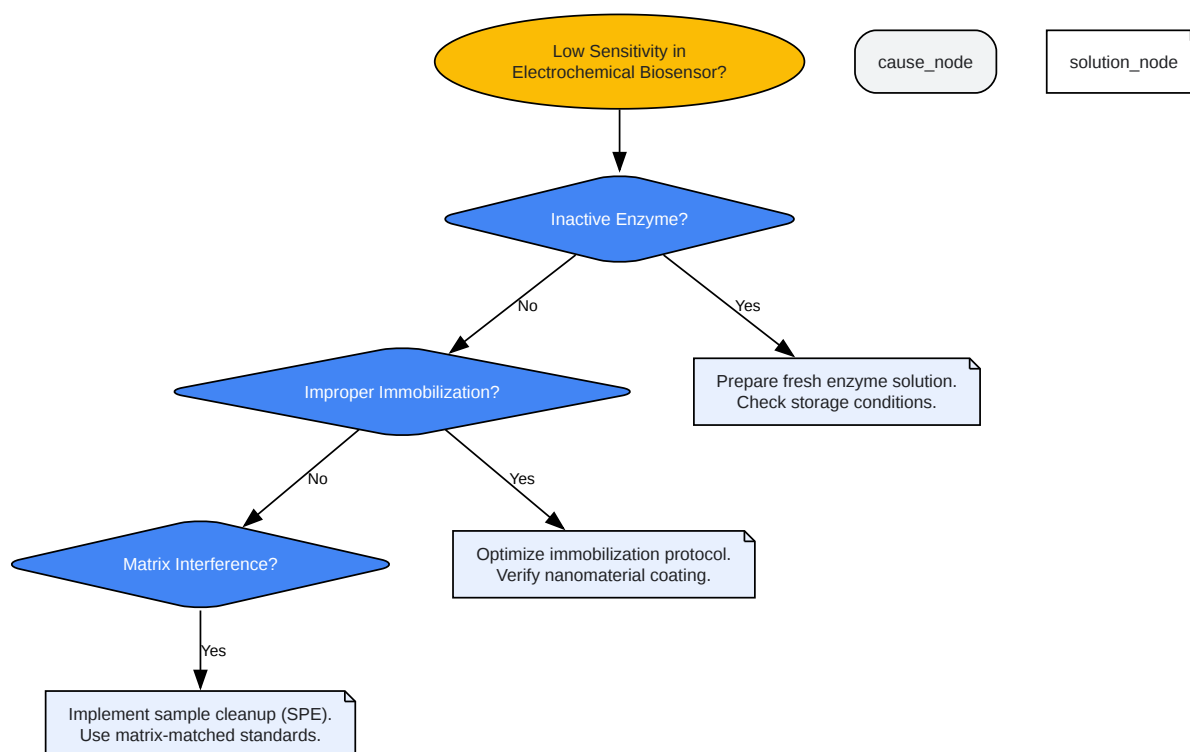 Low Sensitivity in
Electrochemical Biosensor?
cause_node
solution_node
Inactive Enzyme?
No
Yes
Improper Immobilization?
Prepare fresh enzyme solution.
Check storage conditions.
No
Yes
Matrix Interference?
Optimize immobilization protocol.
Verify nanomaterial coating.
Yes
Implement sample cleanup (SPE).
Use matrix-matched standards.